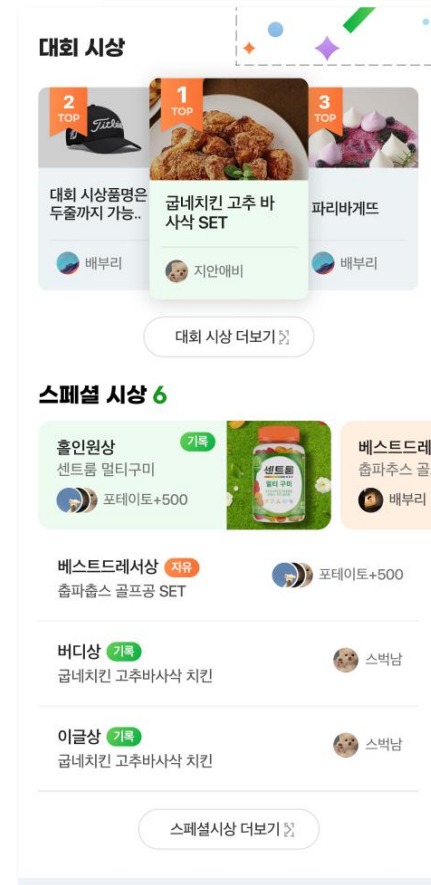 대회 시상
2
TOP
Titleist
대회 시상품명은
두줄까지 가능..
배부리
1
TOP
굽네치킨 고추 바
사삭 SET
지안애비
3
TOP
파리바게뜨
배부리
대회 시상 더보기
스페셜 시상 6
홀인원상
기록
센트룸 멀티구미
포테이토+500
센트룸
멀티 구미
베스트드레
춥파추스 골
배부리
베스트드레서상 자유
춥파춥스 골프공 SET
포테이토+500
버디상 기록
굽네치킨 고추바사삭 치킨
스벅남
이글상 기록
굽네치킨 고추바사삭 치킨
스벅남
스페셜시상 더보기